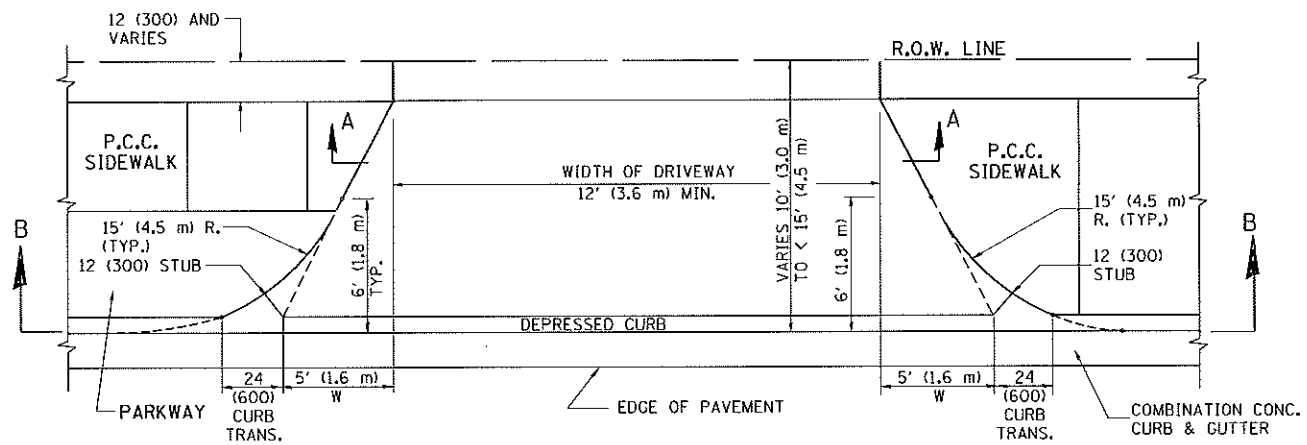 12 (300) AND
VARIES
R.O.W. LINE
A
A
P.C.C.
SIDEWALK
P.C.C.
SIDEWALK
WIDTH OF DRIVEWAY
12' (3.6 m) MIN.
VARIES 10' (3.0 m)
TO < 15' (4.5 m)
15' (4.5 m) R.
(TYP.)
15' (4.5 m)
R. (TYP.)
B
B
12 (300) STUB
12 (300)
STUB
6' (1.8 m)
TYP.
6' (1.8 m)
DEPRESSED CURB
24
(600)
CURB
TRANS.
5' (1.6 m)
W
5' (1.6 m)
W
24
(600)
CURB
TRANS.
PARKWAY
EDGE OF PAVEMENT
COMBINATION CONC.
CURB & GUTTER